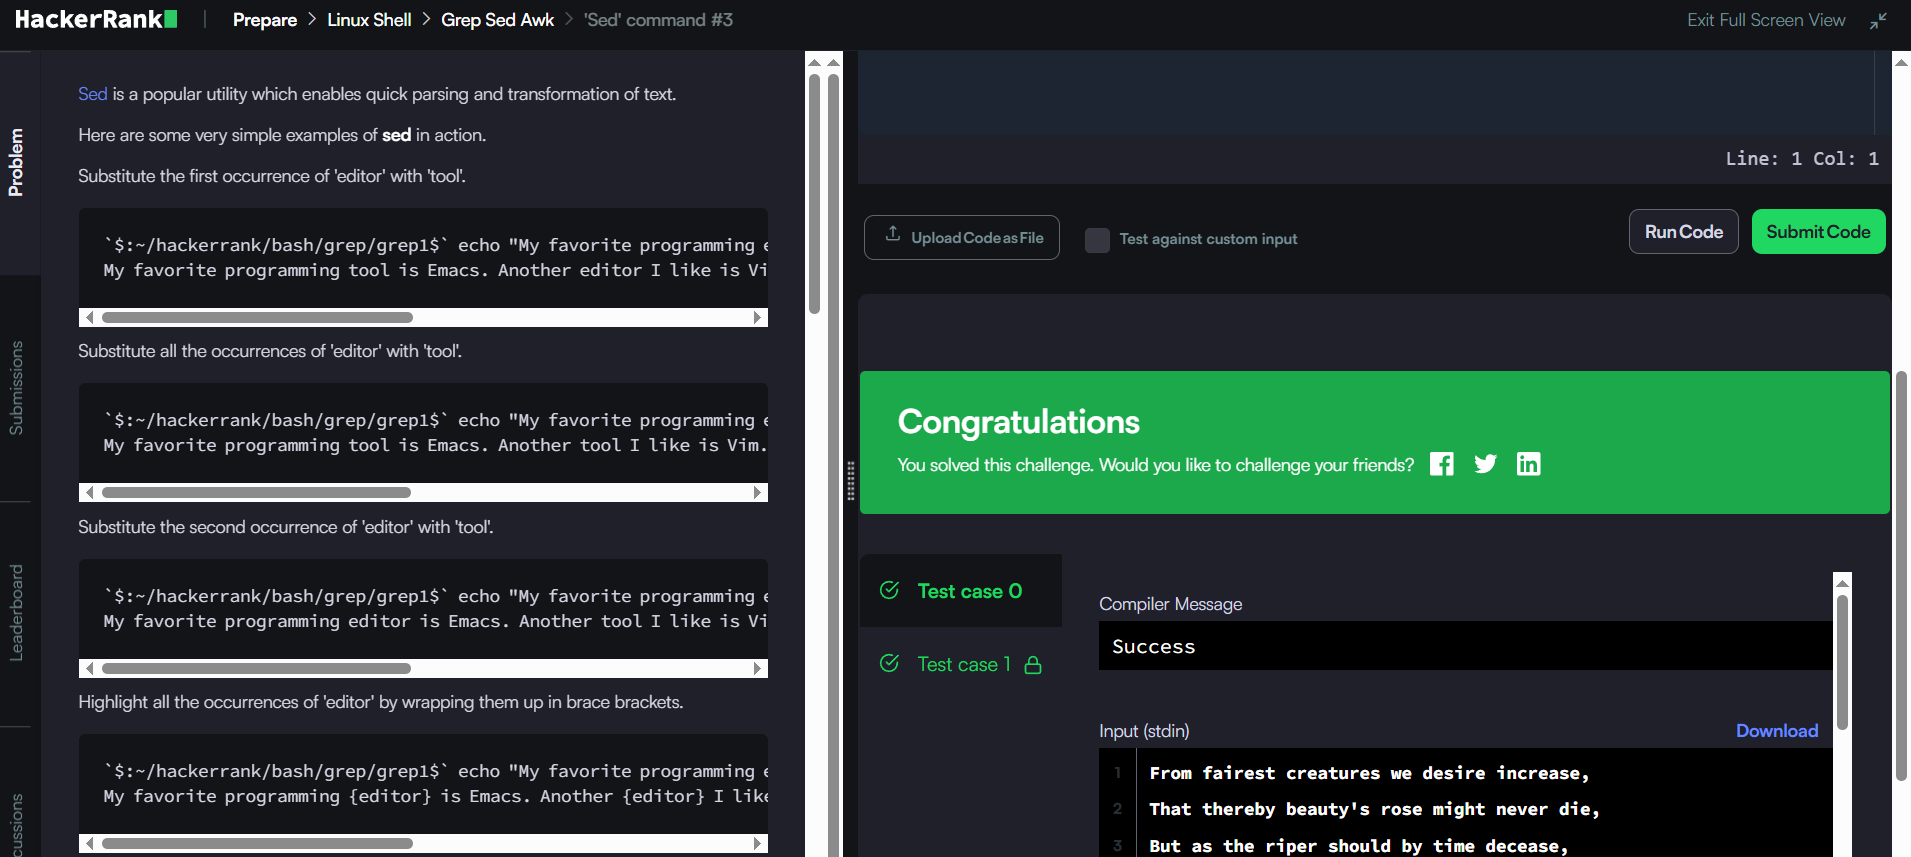 HackerRank
Prepare > Linux Shell > Grep Sed Awk > 'Sed' command #3
Exit Full Screen View
Problem
Submissions
Leaderboard
Sed is a popular utility which enables quick parsing and transformation of text.
Here are some very simple examples of sed in action.
Substitute the first occurrence of 'editor' with 'tool'.
`$:~/hackerrank/bash/grep/grep1$` echo "My favorite programming
My favorite programming tool is Emacs. Another editor I like is Vi
Substitute all the occurrences of 'editor' with 'tool'.
`$:~/hackerrank/bash/grep/grep1$` echo "My favorite programming
My favorite programming tool is Emacs. Another tool I like is Vim.
Substitute the second occurrence of 'editor' with 'tool'.
`$:~/hackerrank/bash/grep/grep1$` echo "My favorite programming
My favorite programming editor is Emacs. Another tool I like is Vi
Highlight all the occurrences of 'editor' by wrapping them up in brace brackets.
`$:~/hackerrank/bash/grep/grep1$` echo "My favorite programming
My favorite programming {editor} is Emacs. Another {editor} I like
Line: 1 Col: 1
Upload Code as File
Test against custom input
Run Code
Submit Code
Congratulations
You solved this challenge. Would you like to challenge your friends?
Test case 0
Test case 1
Compiler Message
Success
Input (stdin)
Download
1 From fairest creatures we desire increase,
2 That thereby beauty's rose might never die,
3 But as the riper should by time decease,